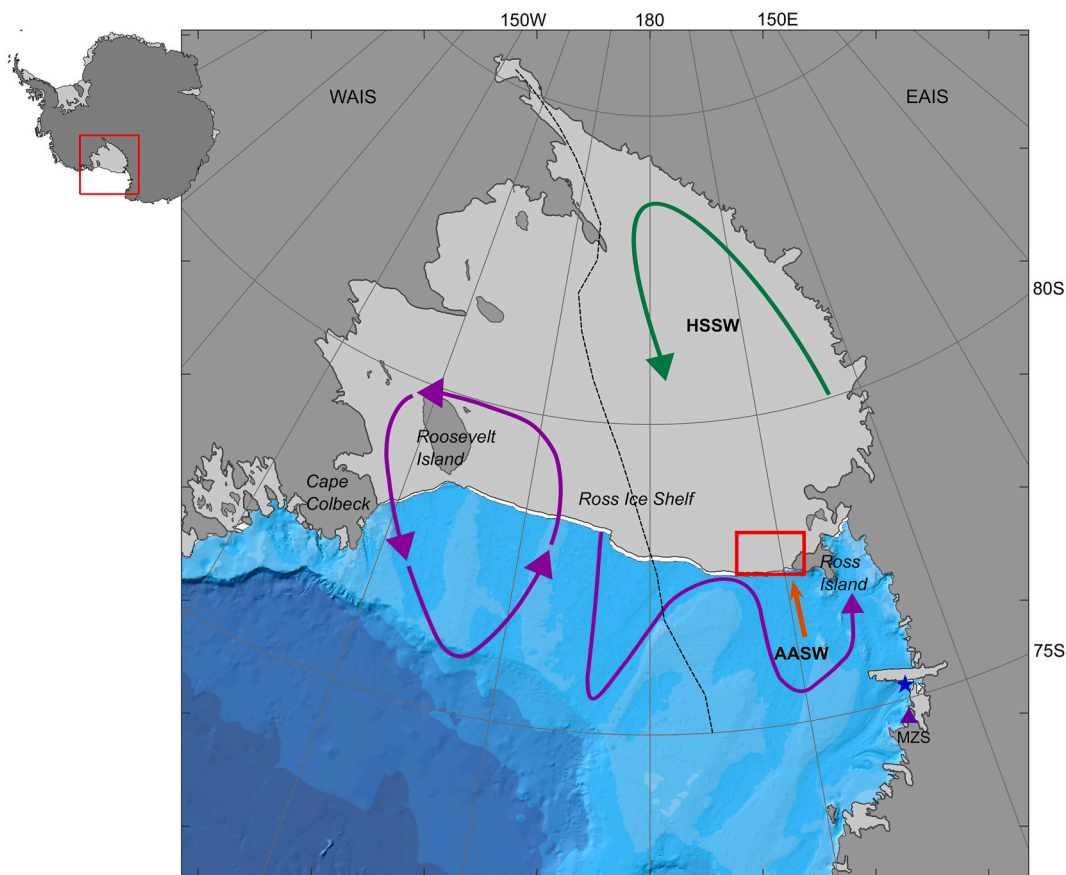 150W
180
150E
WAIS
EAIS
80S
HSSW
Roosevelt
Island
Cape
Colbeck
Ross Ice Shelf
Ross
Island
AASW
75S
MZS